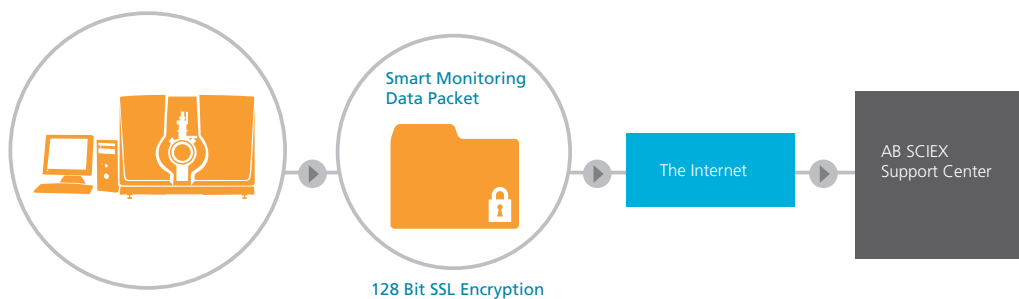 Smart Monitoring
Data Packet
128 Bit SSL Encryption
The Internet
AB SCIEX
Support Center